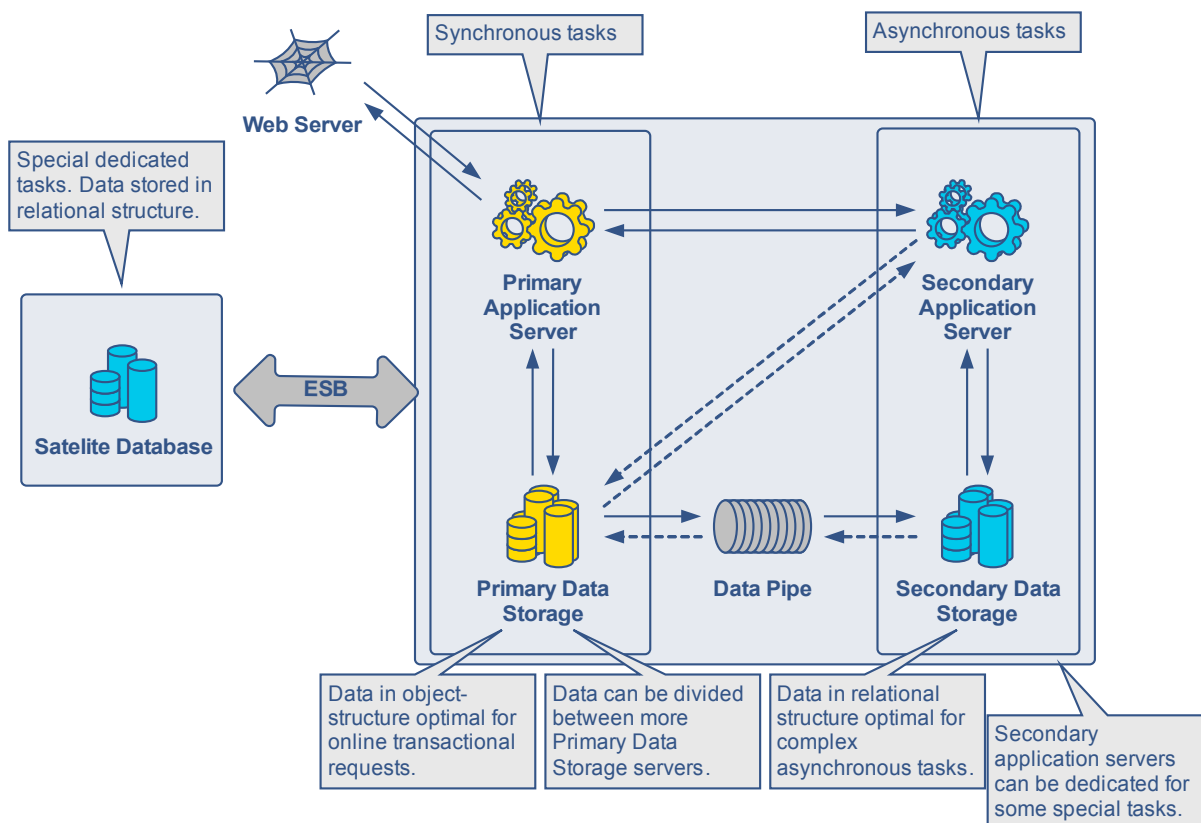 Synchronous tasks
Asynchronous tasks
Web Server
Special dedicated
tasks. Data stored in
relational structure.
Primary
Application
Server
Secondary
Application
Server
ESB
Satelite Database
Primary Data
Storage
Data Pipe
Secondary Data
Storage
Data in object-
structure optimal for
online transactional
requests.
Data can be divided
between more
Primary Data
Storage servers.
Data in relational
structure optimal for
complex
asynchronous tasks.
Secondary
application servers
can be dedicated for
some special tasks.